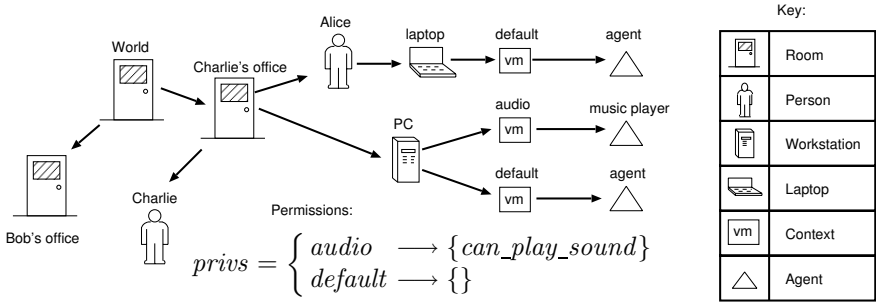 Key:
Alice
laptop
default
agent
World
Charlie's office
vm
Room
audio
music player
PC
vm
Person
Workstation
default
agent
Charlie
vm
Laptop
Bob's office
Permissions:
privs = { audio ⟶ {can_play_sound}
default ⟶ {}
vm
Context
Agent